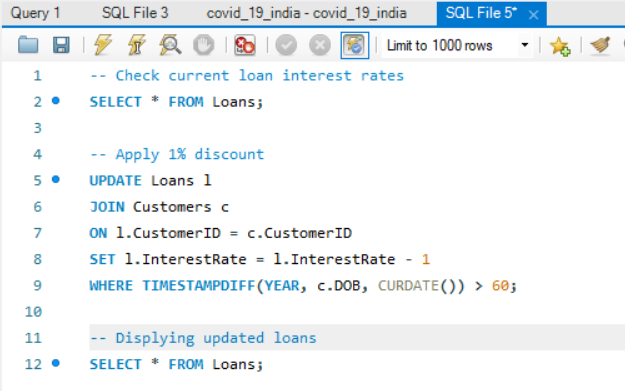 Query 1 SQL File 3 covid_19_india - covid_19_india SQL File 5* ×
Limit to 1000 rows
1 -- Check current loan interest rates
2 SELECT * FROM Loans;
3
4 -- Apply 1% discount
5 UPDATE Loans l
6 JOIN Customers c
7 ON l.CustomerID = c.CustomerID
8 SET l.InterestRate = l.InterestRate - 1
9 WHERE TIMESTAMPDIFF(YEAR, c.DOB, CURDATE()) > 60;
10
11 -- Displying updated loans
12 SELECT * FROM Loans;